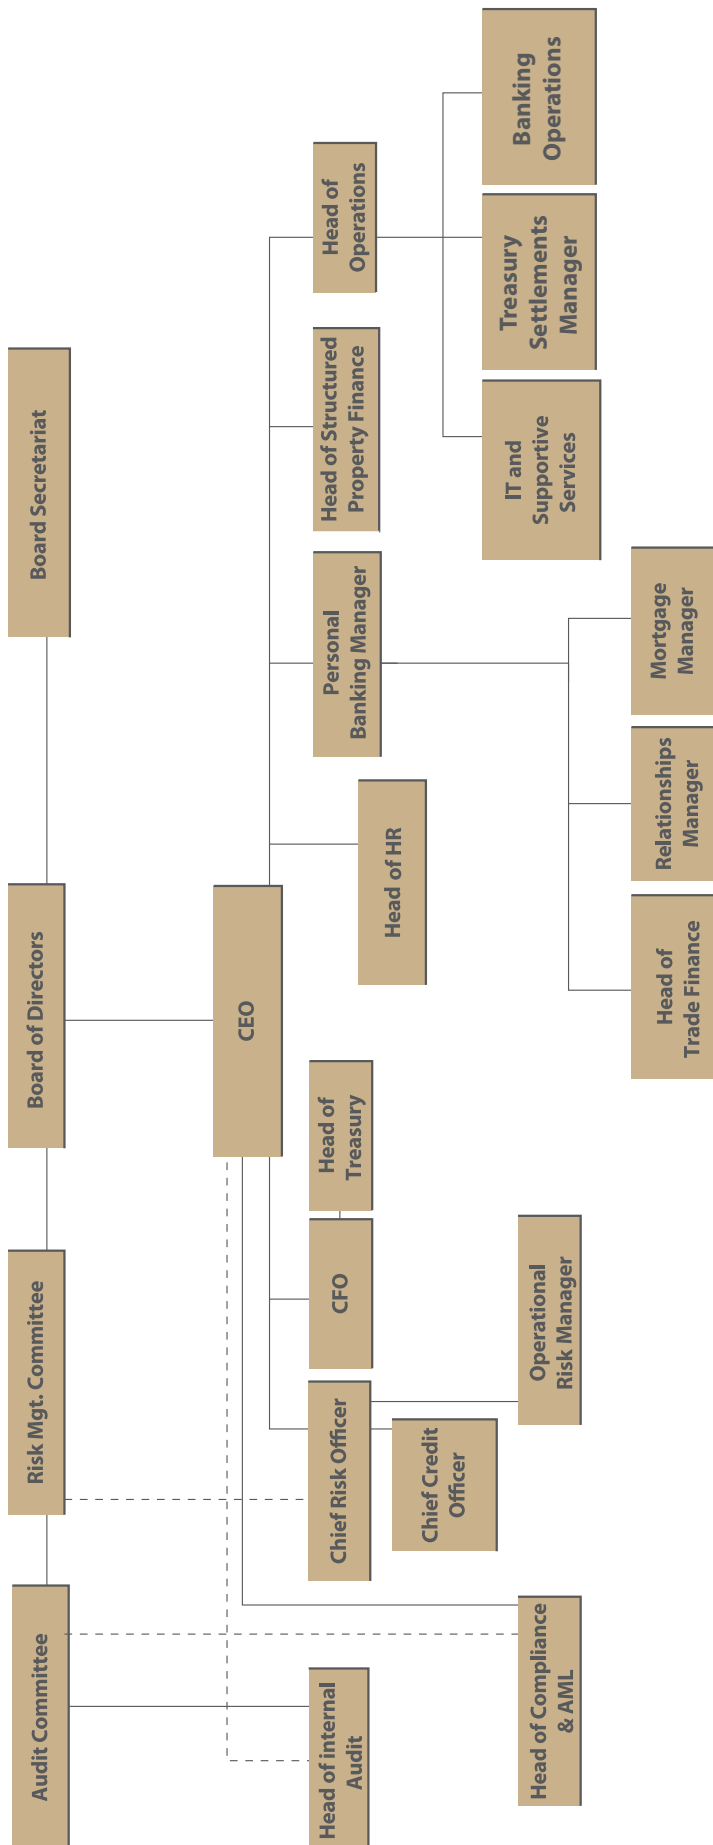 Audit Committee
Risk Mgt. Committee
Board of Directors
Board Secretariat
CEO
Head of internal
Audit
Chief Risk Officer
CFO
Head of
Treasury
Head of HR
Personal
Banking Manager
Head of Structured
Property Finance
Head of
Operations
Chief Credit
Officer
Head of Compliance
& AML
Operational
Risk Manager
IT and
Supportive
Services
Treasury
Settlements
Manager
Banking
Operations
Head of
Trade Finance
Relationships
Manager
Mortgage
Manager